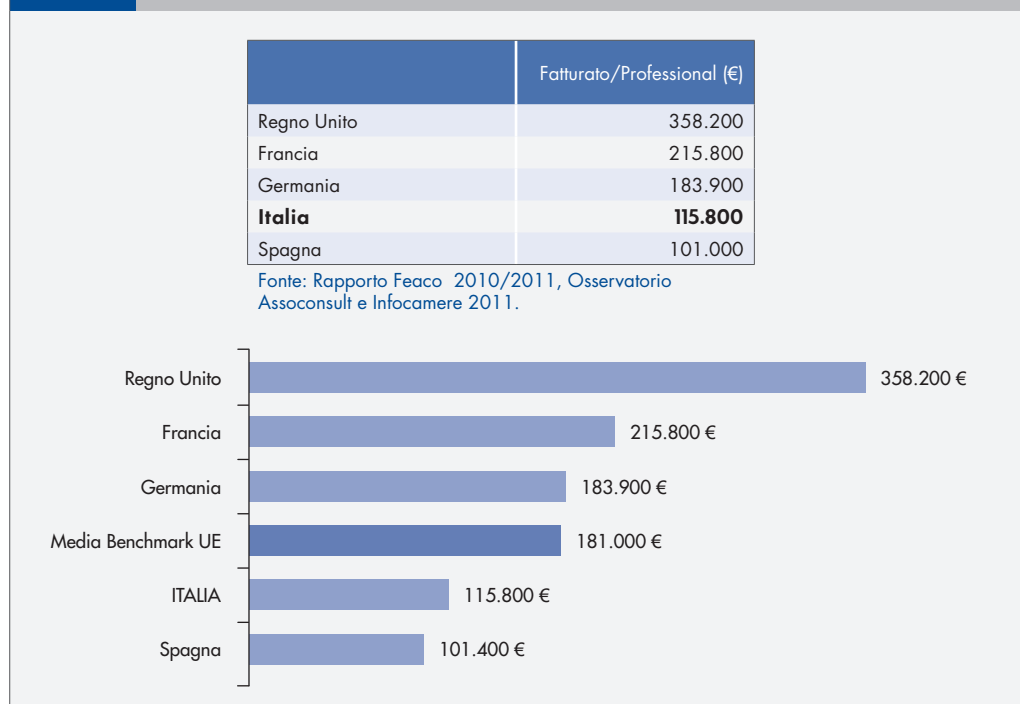 Fatturato/Professional (€)
Regno Unito 358.200
Francia 215.800
Germania 183.900
Italia 115.800
Spagna 101.000
Fonte: Rapporto Feaco 2010/2011, Osservatorio
Assoconsult e Infocamere 2011.
Regno Unito 358.200 €
Francia 215.800 €
Germania 183.900 €
Media Benchmark UE 181.000 €
ITALIA 115.800 €
Spagna 101.400 €